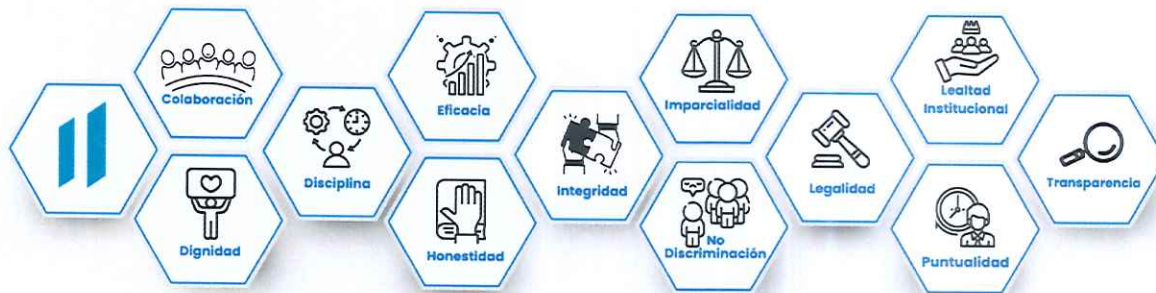 Colaboración
Dignidad
Disciplina
Eficacia
Honestidad
Integridad
Imparcialidad
No
Discriminación
Legalidad
Lealtad
Institucional
Puntualidad
Transparencia